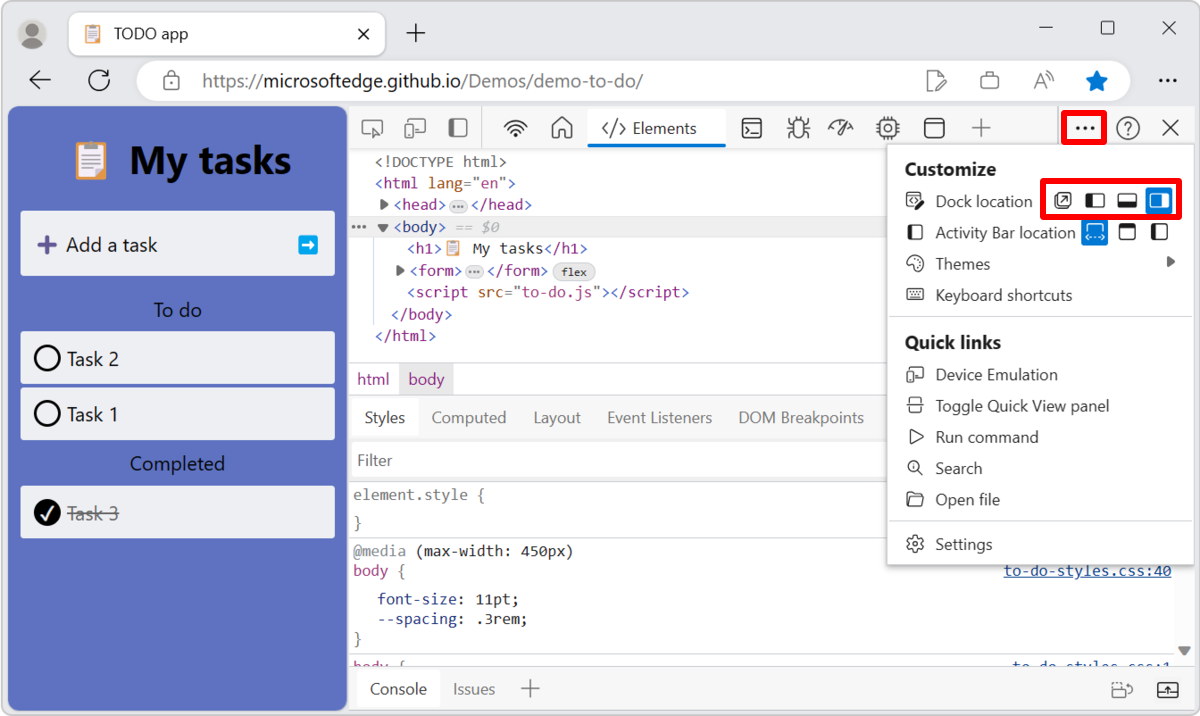 TODO app
https://microsoftedge.github.io/Demos/demo-to-do/
My tasks
Add a task
To do
Task 2
Task 1
Completed
Task 3
</> Elements
<!DOCTYPE html>
<html lang="en">
<head> … </head>
<body> == $0
<h1>📋 My tasks</h1>
<form> … </form> flex
<script src="to-do.js"></script>
</body>
</html>
html body
Styles Computed Layout Event Listeners DOM Breakpoints
Filter
element.style {
}
@media (max-width: 450px)
body {
to-do-styles.css:40
font-size: 11pt;
--spacing: .3rem;
}
body {
to-do-styles.css:1
Console Issues
Customize
Dock location
Activity Bar location
Themes
Keyboard shortcuts
Quick links
Device Emulation
Toggle Quick View panel
Run command
Search
Open file
Settings